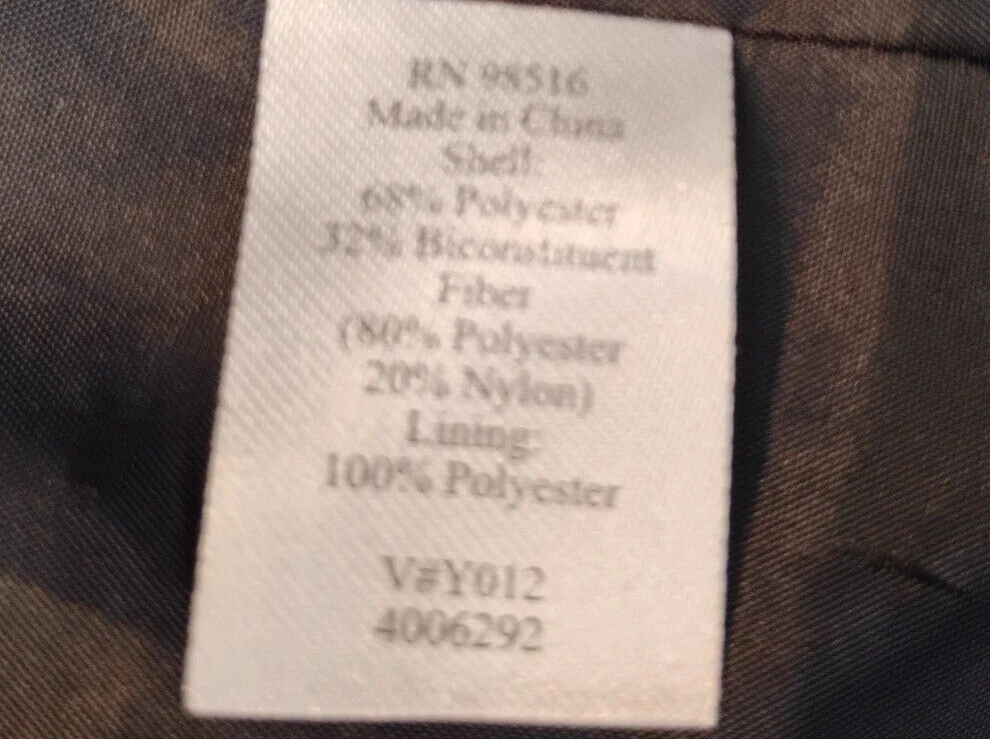 RN 98516
Made in China
Shell:
68% Polyester
32% Biconstituent
Fiber
(80% Polyester
20% Nylon)
Lining:
100% Polyester
V#Y012
4006292